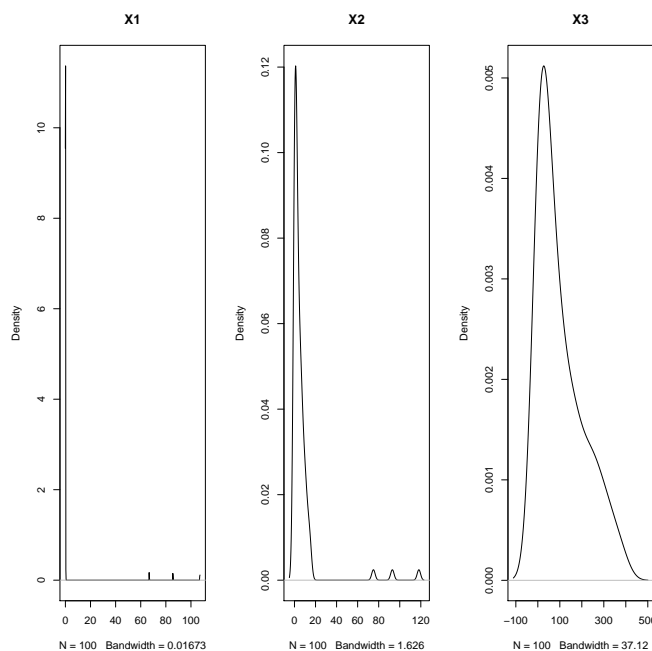 X1
Density
0 2 4 6 8 10
0 20 40 60 80 100
N = 100 Bandwidth = 0.01673
X2
Density
0.00 0.02 0.04 0.06 0.08 0.10 0.12
0 20 40 60 80 120
N = 100 Bandwidth = 1.626
X3
Density
0.000 0.001 0.002 0.003 0.004 0.005
−100 100 300 500
N = 100 Bandwidth = 37.12